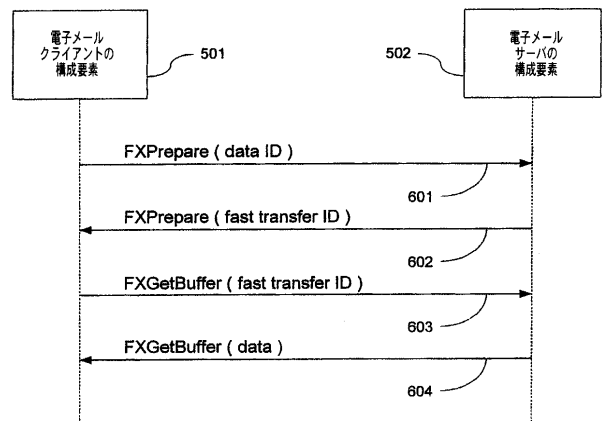 電子メール
クライアントの
構成要素
501
502
電子メール
サーバの
構成要素
FXPrepare ( data ID )
601
FXPrepare ( fast transfer ID )
602
FXGetBuffer ( fast transfer ID )
603
FXGetBuffer ( data )
604